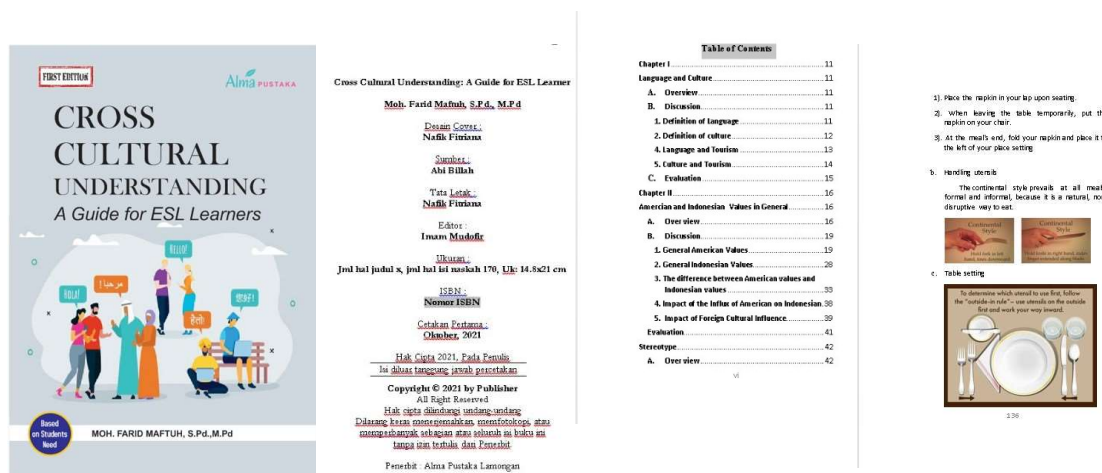 FIRST EDITION
Alma PUSTAKA
CROSS
CULTURAL
UNDERSTANDING
A Guide for ESL Learners
HELLO!
HOLA!
مرحبا!
हेलो!
Based
on Students
Need
MOH. FARID MAFTUH, S.Pd.,M.Pd
Cross Cultural Understanding: A Guide for ESL Learner
Moh. Farid Maftuh, S.Pd., M.Pd
Desain Cover :
Nafik Fitriana
Sumber :
Abi Billah
Tata Letak :
Nafik Fitriana
Editor :
Imam Mudofir
Ukuran :
Jml hal judul x, jml hal isi naskah 170, Uk: 14.8x21 cm
ISBN :
Nomor ISBN
Cetakan Pertama :
Oktober, 2021
Hak Cipta 2021, Pada Penulis
Isi diluar tanggung jawab percetakan
Copyright © 2021 by Publisher
All Right Reserved
Hak cipta dilindungi undang-undang
Dilarang keras menerjemahkan, memfotokopi, atau
memperbanyak sebagian atau seluruh isi buku ini
tanpa izin tertulis dari Penerbit.
Penerbit : Alma Pustaka Lamongan
Table of Contents
Chapter I 11
Language and Culture 11
A. Overview 11
B. Discussion 11
1. Definition of Language 11
2. Definition of culture 12
4. Language and Tourism 13
5. Culture and Tourism 14
C. Evaluation 15
Chapter II 16
Amercian and Indonesian Values in General 16
A. Over view 16
B. Discussion 19
1. General American Values 19
2. General Indonesian Values 28
3. The difference between American values and
Indonesian values 33
4. Impact of the Influx of American on Indonesian. 38
5. Impact of Foreign Cultural Influence 39
Evaluation 41
Stereotype 42
A. Over view 42
vi
1). Place the napkin in your lap upon seating.
2). When leaving the table temporarily, put th
napkin on your chair.
3). At the meal's end, fold your napkin and place it t
the left of your place setting
b. Handling utensils
The continental style prevails at all meal
formal and informal, because it is a natural, no
disruptive way to eat.
Continental
Style
Continental
Style
c. Table setting
To determine which utensil to use first, follow
the "outside-in rule" – use utensils on the outside
first and work your way inward.
136